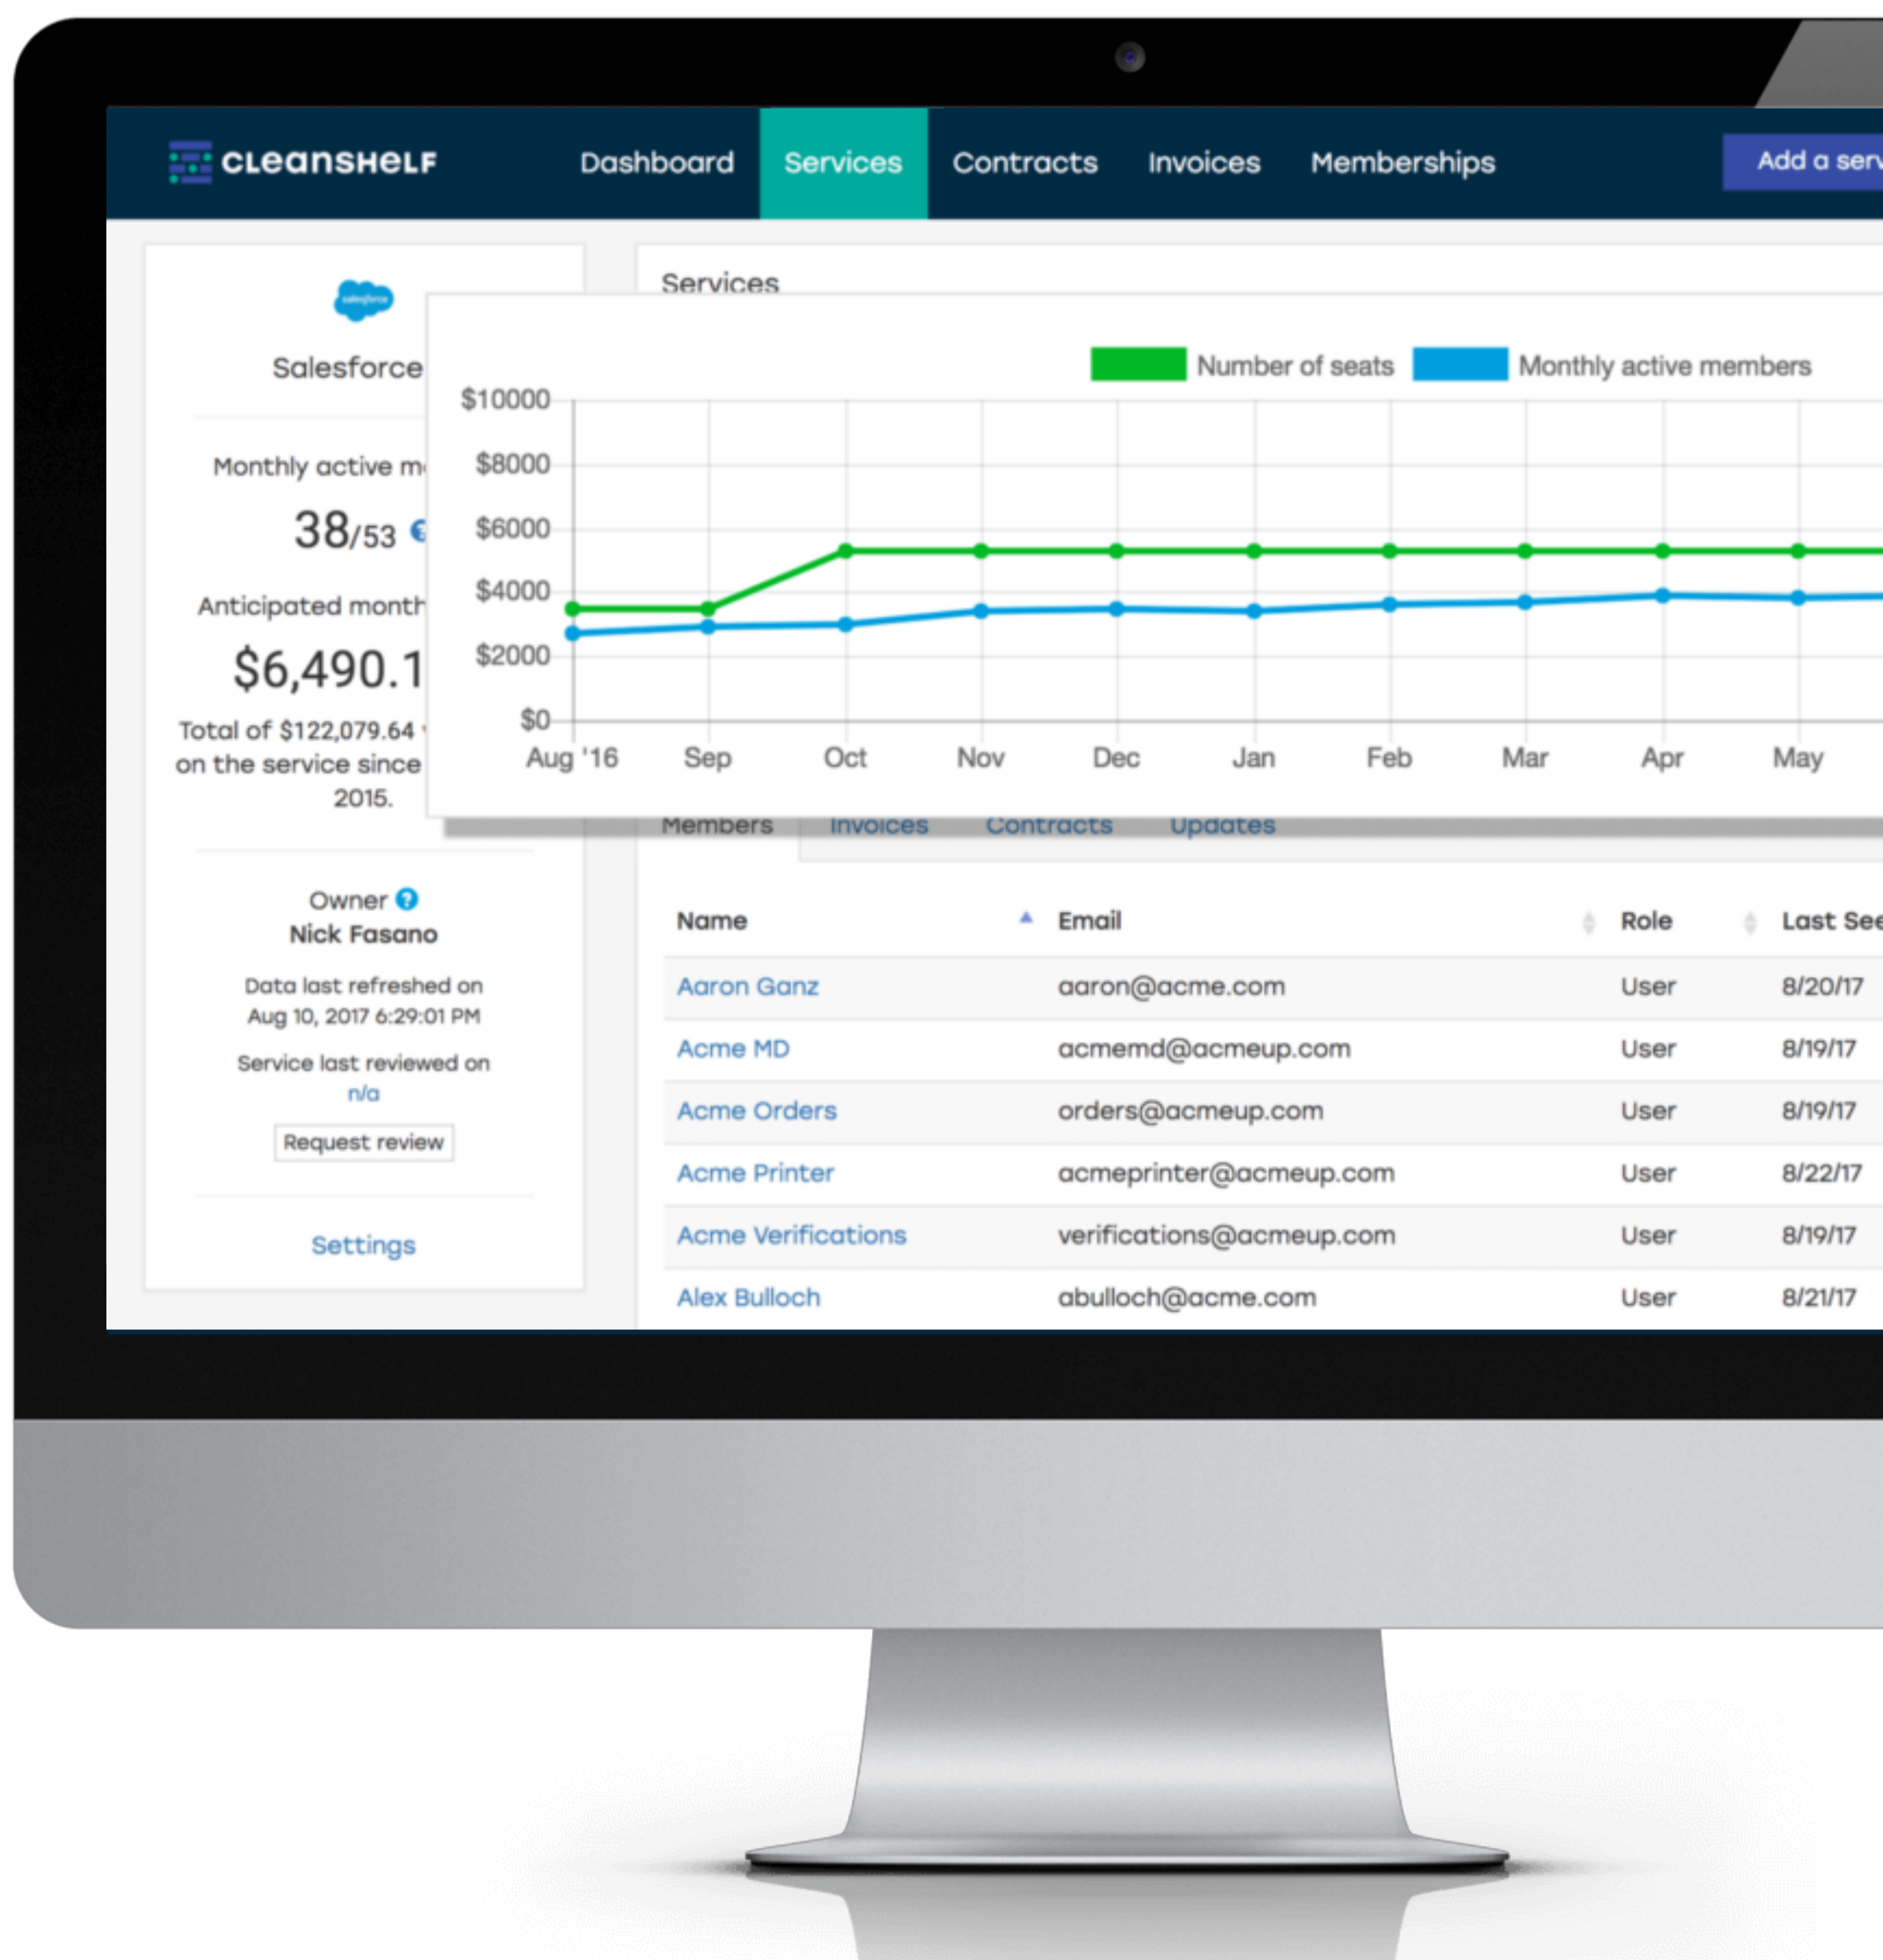 CLEANSHELF
Dashboard Services Contracts Invoices Memberships
Add a
salesforce
Salesforce
Monthly active
38/53
Anticipated
$6,490.1
Total of $122,079.64
on the service since
2015.
Owner ?
Nick Fasano
Data last refreshed on
Aug 10, 2017 6:29:01 PM
Service last reviewed on
n/a
Request review
Settings
Services
Number of seats Monthly active members
$10000
$8000
$6000
$4000
$2000
$0
Aug '16 Sep Oct Nov Dec Jan Feb Mar Apr May
Members Invoices Contracts Updates
Name Email Role Last
Aaron Ganz aaron@acme.com User 8/20/17
Acme MD acmemd@acmeup.com User 8/19/17
Acme Orders orders@acmeup.com User 8/19/17
Acme Printer acmeprinter@acmeup.com User 8/22/17
Acme Verifications verifications@acmeup.com User 8/19/17
Alex Bulloch abulloch@acme.com User 8/21/17